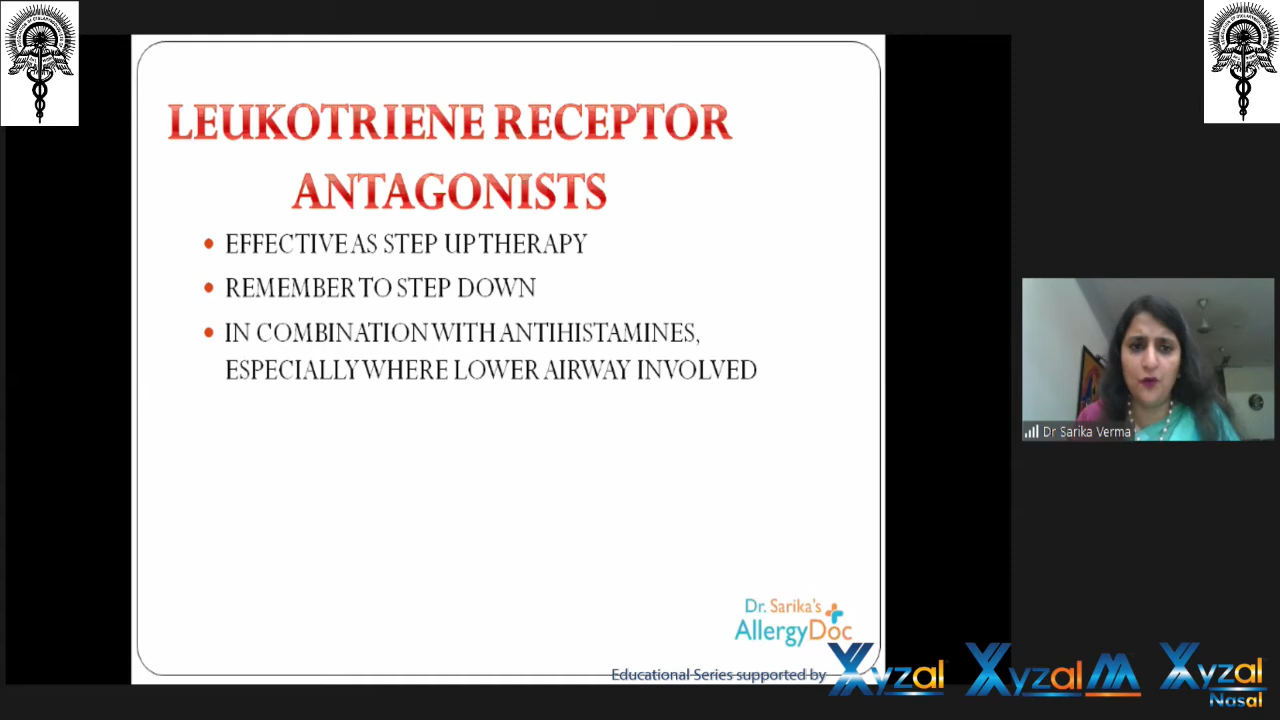 LEUKOTRIENE RECEPTOR
ANTAGONISTS
EFFECTIVE AS STEP UP THERAPY
REMEMBER TO STEP DOWN
IN COMBINATION WITH ANTIHISTAMINES,
ESPECIALLY WHERE LOWER AIRWAY INVOLVED
Dr Sarika Verma
Dr. Sarika's
AllergyDoc
Educational Series supported by
Xyzal
Xyzal M
Xyzal
Nasal